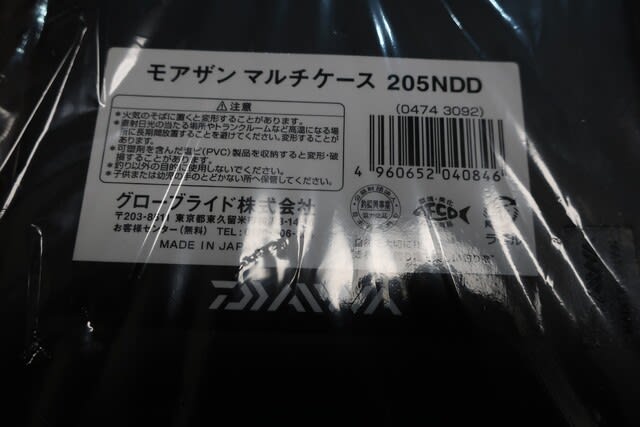 モアザン マルチケース 205NDD
(0474 3092)
⚠注意
●火気のそばに置くと変形することがあります。
●直射日光の当たる場所やトランクルームなど高温になる場
所に長期間放置することを避けてください。変形することが
あります。
●可塑剤を含んだ塩ビ(PVC)製品を収納すると変形・破
損することがあります。
●釣り以外の目的に使用しないでください。
●子供または幼児の手のとどかない所へ保管してください。
4 960652 040846
グローブライド株式会社
〒203-8511 東京都東久留米市
お客様センター(無料) TEL:
MADE IN JAPAN
ラベル
DAIWA